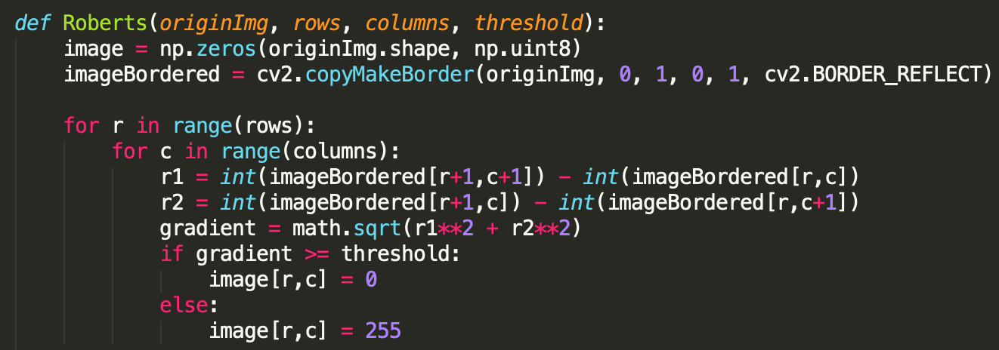 def Roberts(originImg, rows, columns, threshold):
    image = np.zeros(originImg.shape, np.uint8)
    imageBordered = cv2.copyMakeBorder(originImg, 0, 1, 0, 1, cv2.BORDER_REFLECT)

    for r in range(rows):
        for c in range(columns):
            r1 = int(imageBordered[r+1,c+1]) - int(imageBordered[r,c])
            r2 = int(imageBordered[r+1,c]) - int(imageBordered[r,c+1])
            gradient = math.sqrt(r1**2 + r2**2)
            if gradient >= threshold:
                image[r,c] = 0
            else:
                image[r,c] = 255